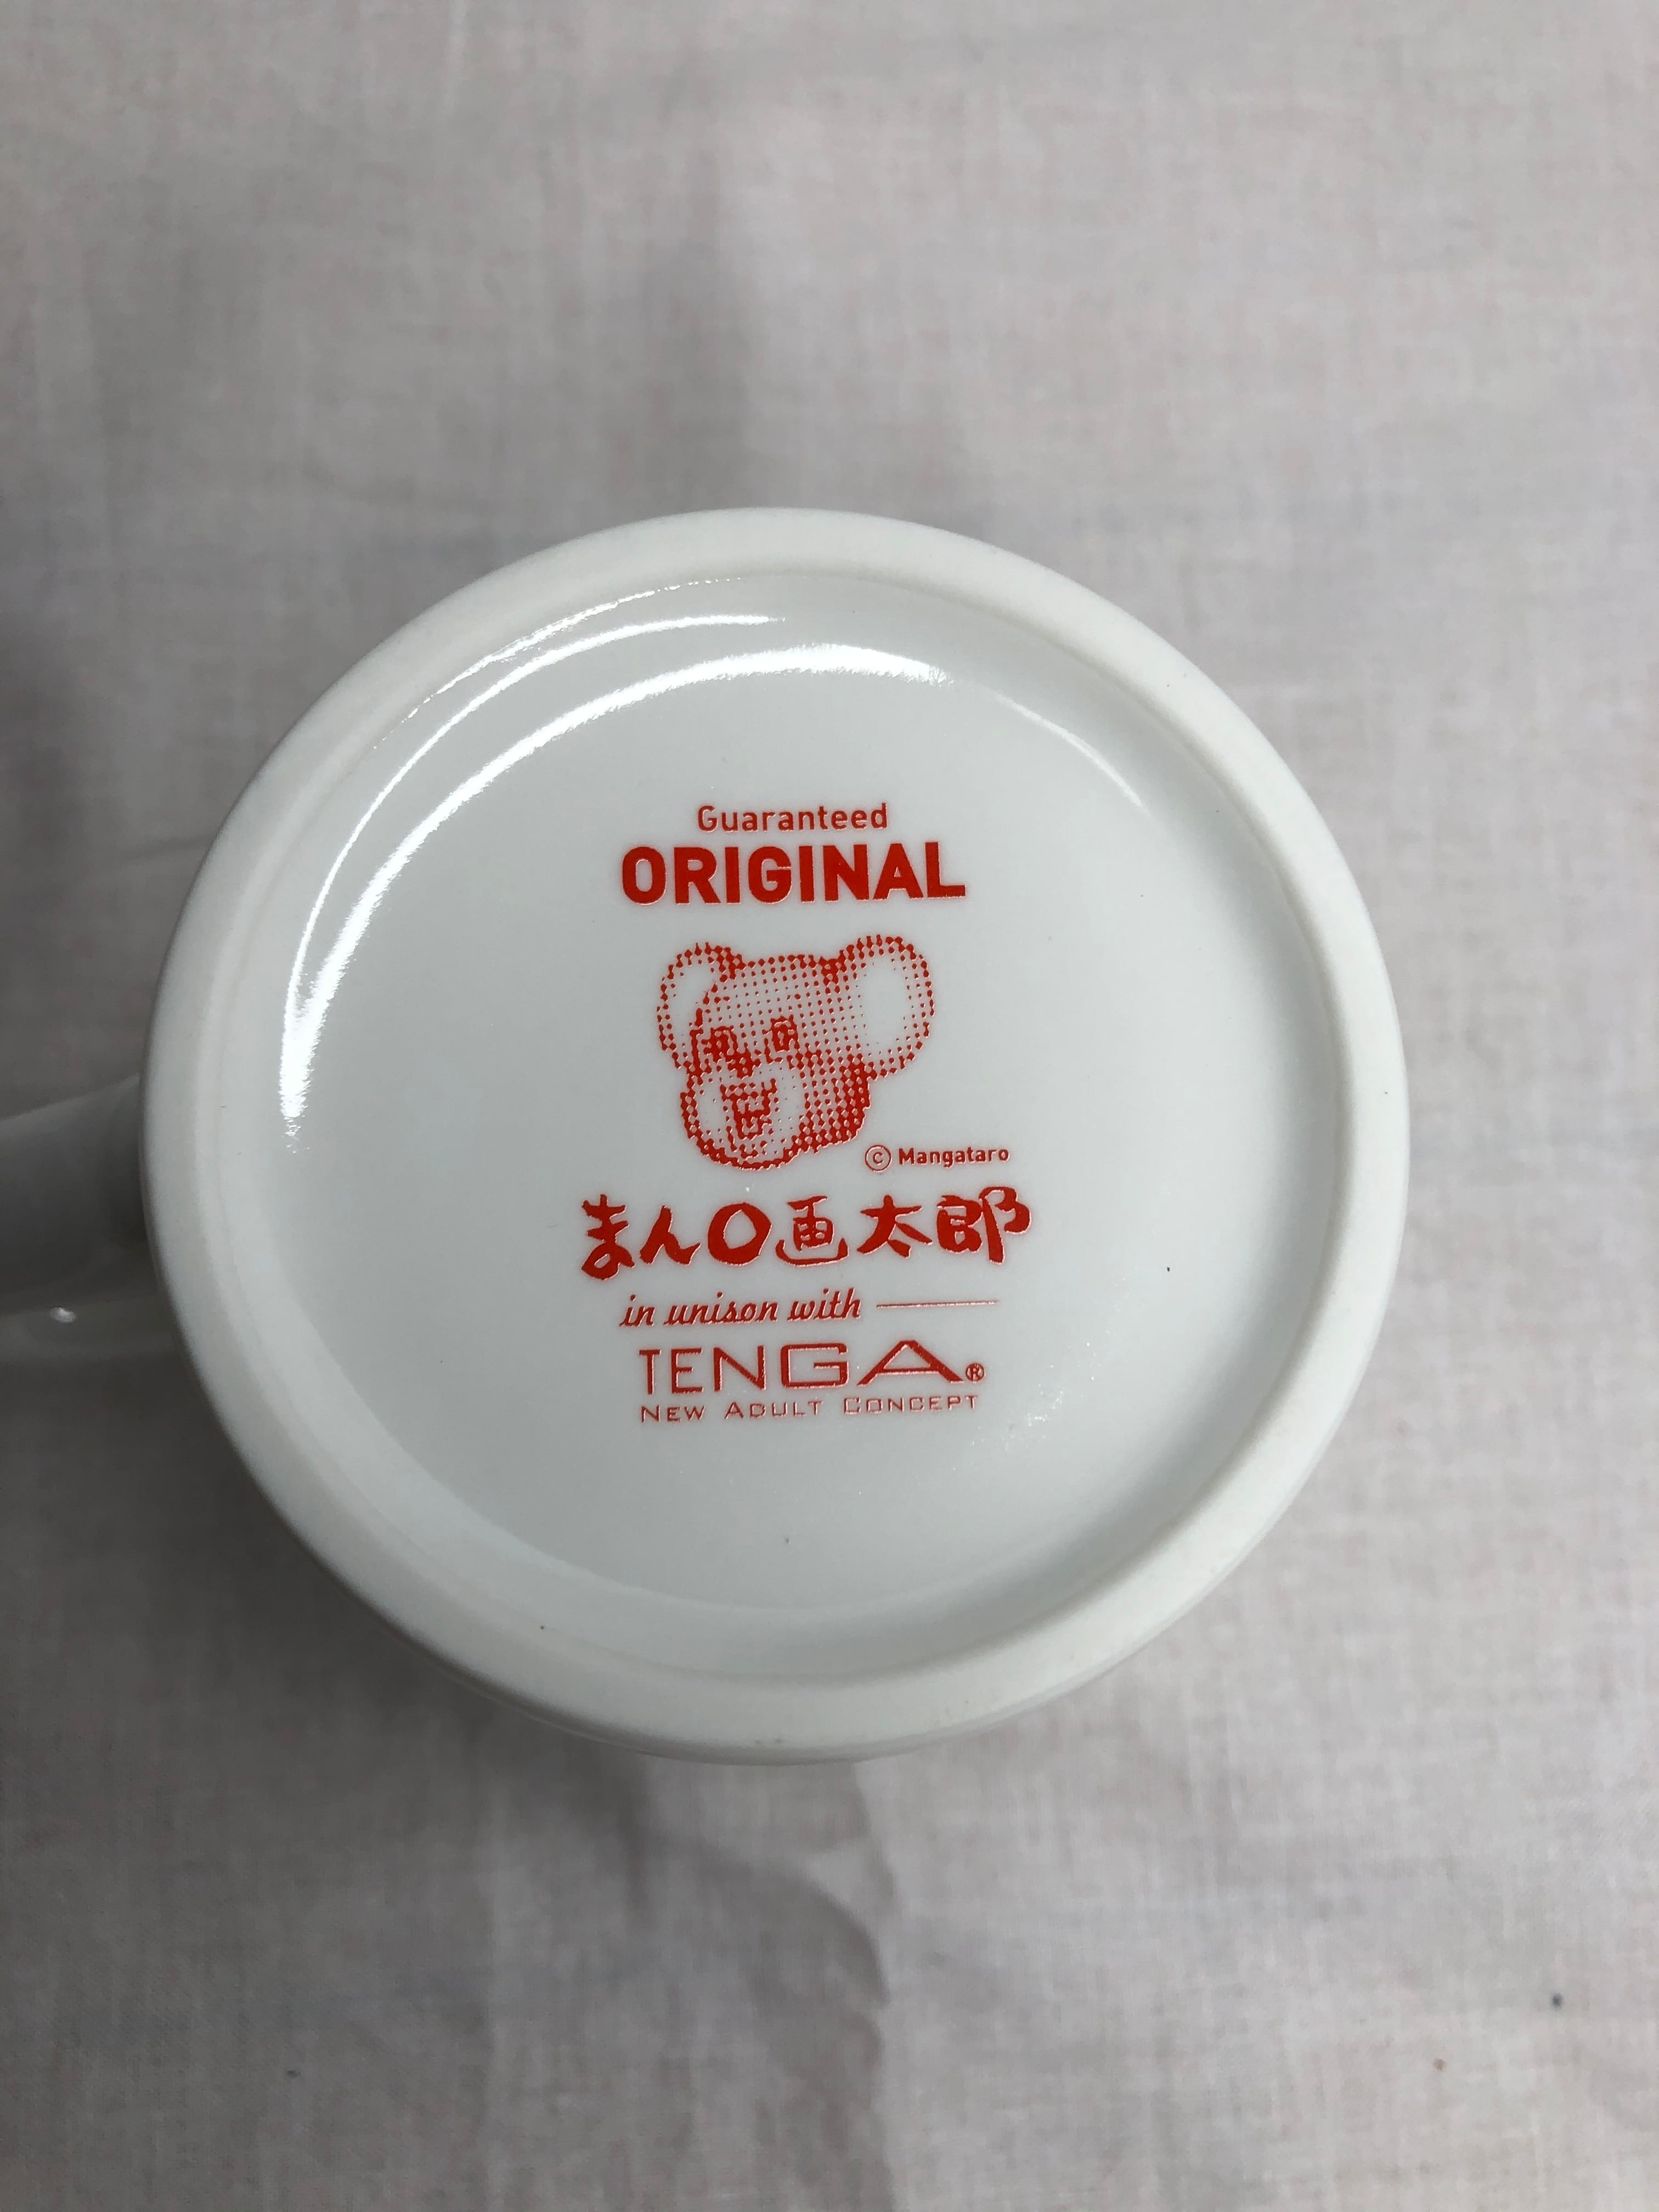 Guaranteed
ORIGINAL
© Mangataro
まん○画太郎
in unison with
TENGA®
NEW ADULT CONCEPT